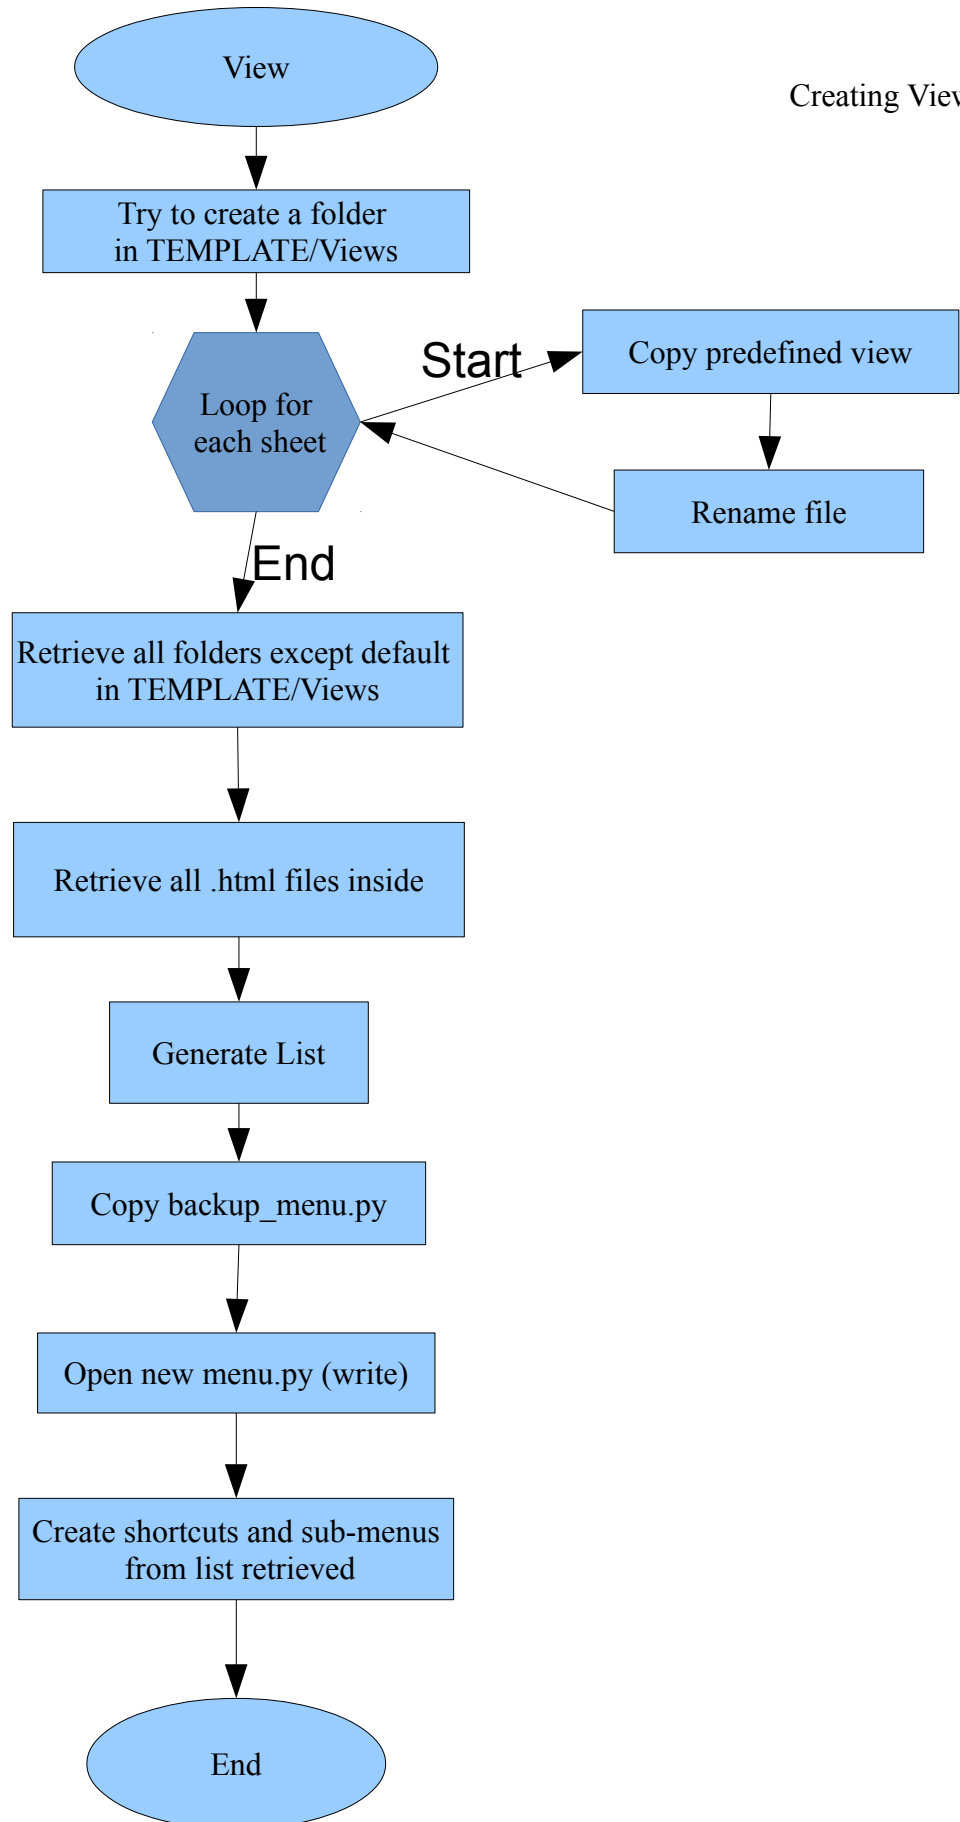 View
Creating View
Try to create a folder
in TEMPLATE/Views
Start
Copy predefined view
Loop for
each sheet
Rename file
End
Retrieve all folders except default
in TEMPLATE/Views
Retrieve all .html files inside
Generate List
Copy backup_menu.py
Open new menu.py (write)
Create shortcuts and sub-menus
from list retrieved
End